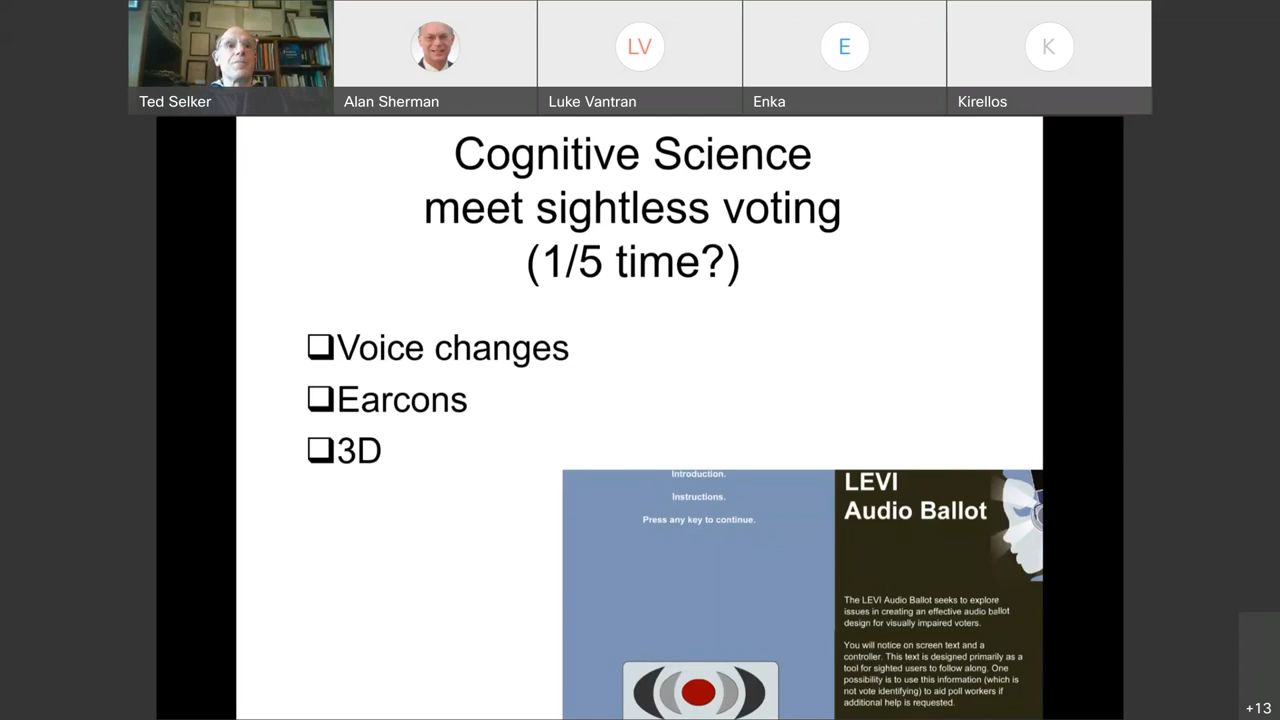 LV
E
K
Ted Selker
Alan Sherman
Luke Vantran
Enka
Kirellos
Cognitive Science
meet sightless voting
(1/5 time?)
Voice changes
Earcons
3D
Introduction.
Instructions.
Press any key to continue.
LEVI
Audio Ballot
The LEVI Audio Ballot seeks to explore
issues in creating an effective audio ballot
design for visually impaired voters.
You will notice on screen text and a
controller. This text is designed primarily as a
tool for sighted users to follow along. One
possibility is to use this information (which is
not vote identifying) to aid poll workers if
additional help is requested.
+13